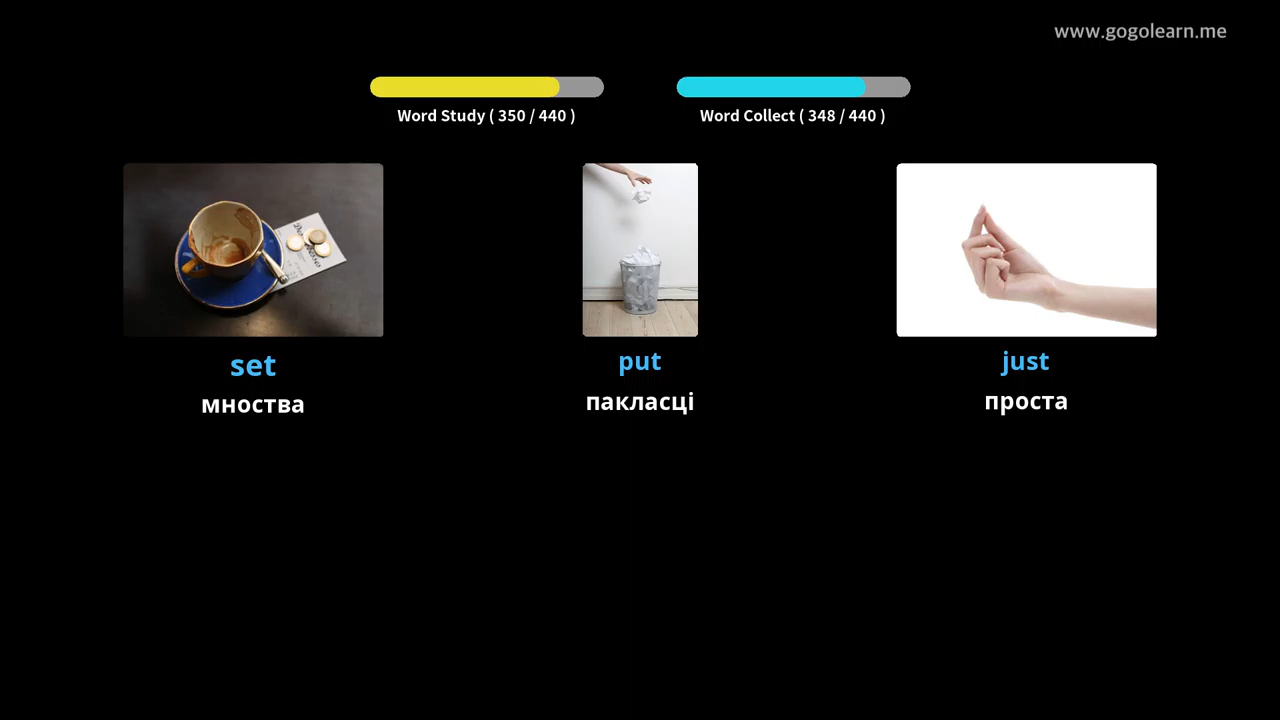 www.gogolearn.me
Word Study ( 350 / 440 )
Word Collect ( 348 / 440 )
set
put
just
мноства
пакласці
проста